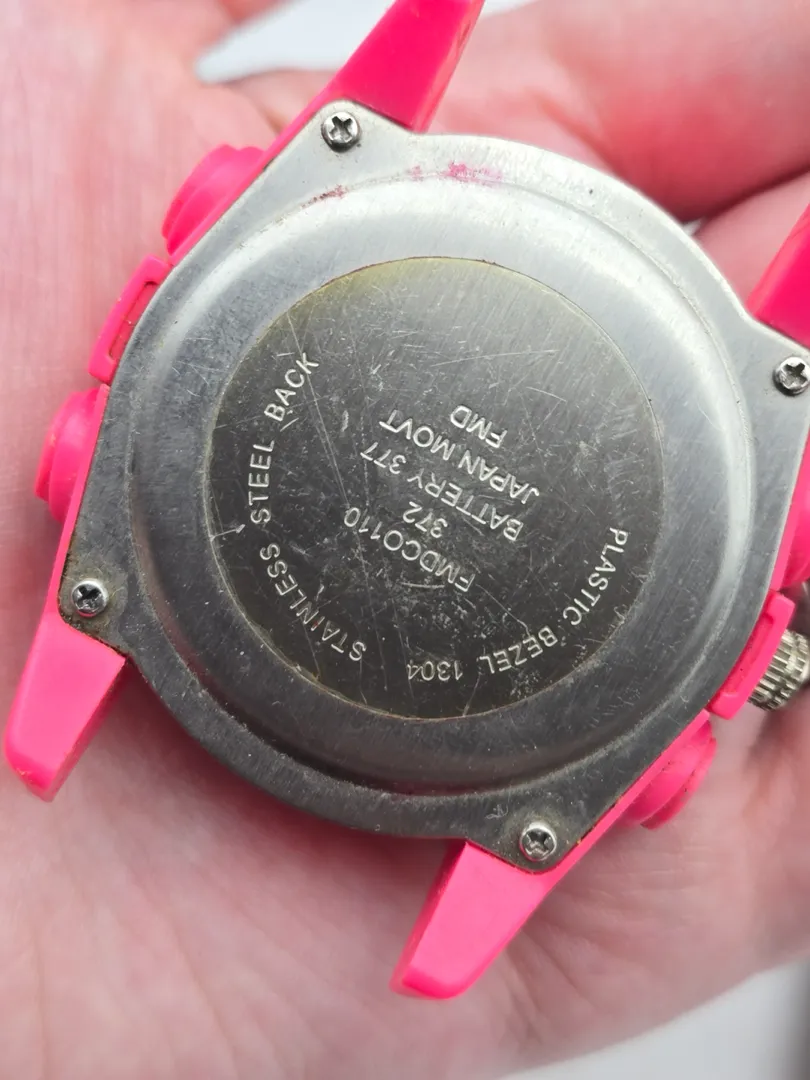 STAINLESS STEEL BACK
FMDCO110
372
BATTERY 377
JAPAN MOVT
FMD
PLASTIC BEZEL 1304